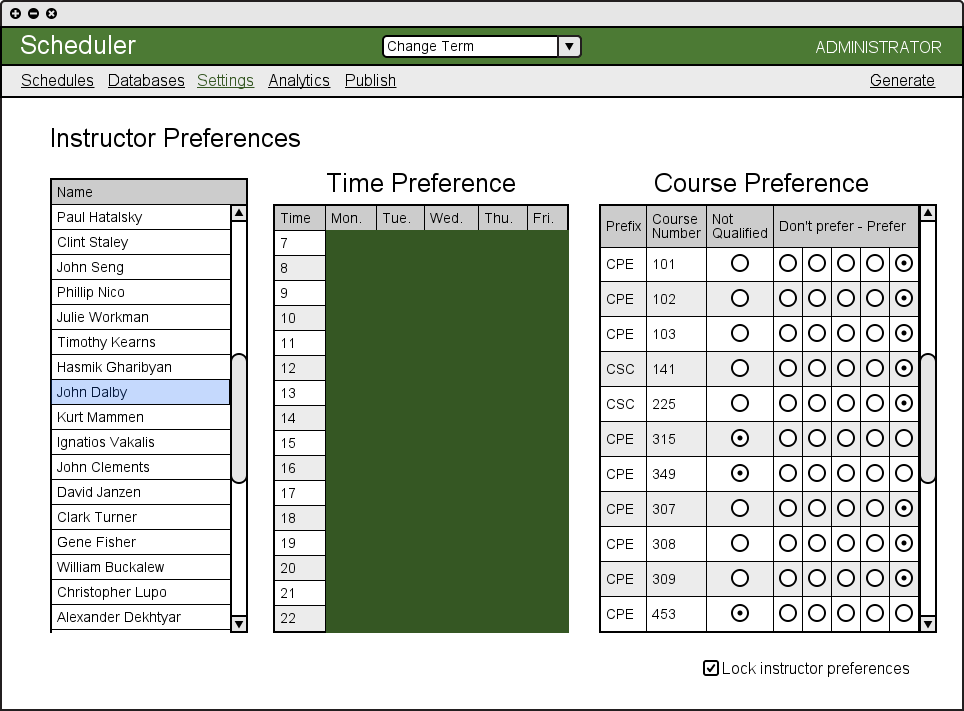 Scheduler
Change Term
ADMINISTRATOR
Schedules Databases Settings Analytics Publish Generate
Instructor Preferences
Name
Paul Hatalsky
Clint Staley
John Seng
Phillip Nico
Julie Workman
Timothy Kearns
Hasmik Gharibyan
John Dalby
Kurt Mammen
Ignatios Vakalis
John Clements
David Janzen
Clark Turner
Gene Fisher
William Buckalew
Christopher Lupo
Alexander Dekhtyar
Time Preference
Time Mon. Tue. Wed. Thu. Fri.
7
8
9
10
11
12
13
14
15
16
17
18
19
20
21
22
Course Preference
Prefix Course Number Not Qualified Don't prefer - Prefer
CPE 101
CPE 102
CPE 103
CSC 141
CSC 225
CPE 315
CPE 349
CPE 307
CPE 308
CPE 309
CPE 453
Lock instructor preferences